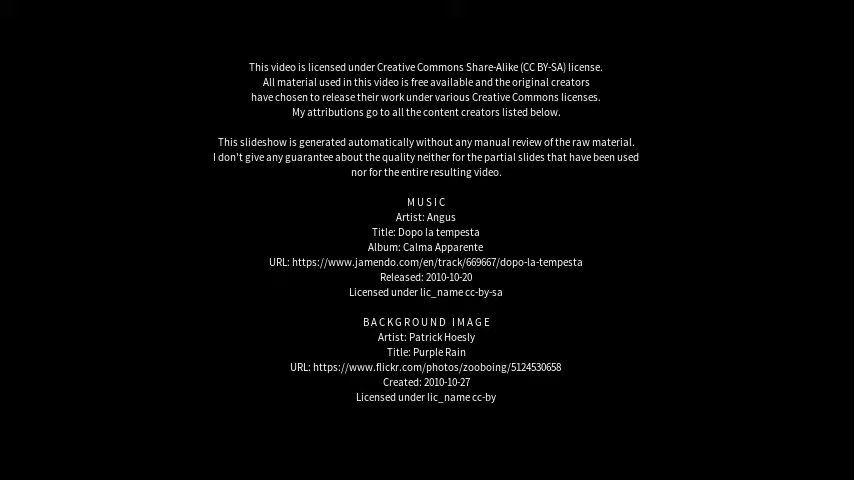 This video is licensed under Creative Commons Share-Alike (CC BY-SA) license.
All material used in this video is free available and the original creators
have chosen to release their work under various Creative Commons licenses.
My attributions go to all the content creators listed below.
This slideshow is generated automatically without any manual review of the raw material.
I don't give any guarantee about the quality neither for the partial slides that have been used
nor for the entire resulting video.
MUSIC
Artist: Angus
Title: Dopo la tempesta
Album: Calma Apparente
URL: https://www.jamendo.com/en/track/669667/dopo-la-tempesta
Released: 2010-10-20
Licensed under lic_name cc-by-sa
BACKGROUND IMAGE
Artist: Patrick Hoesly
Title: Purple Rain
URL: https://www.flickr.com/photos/zooboing/5124530658
Created: 2010-10-27
Licensed under lic_name cc-by